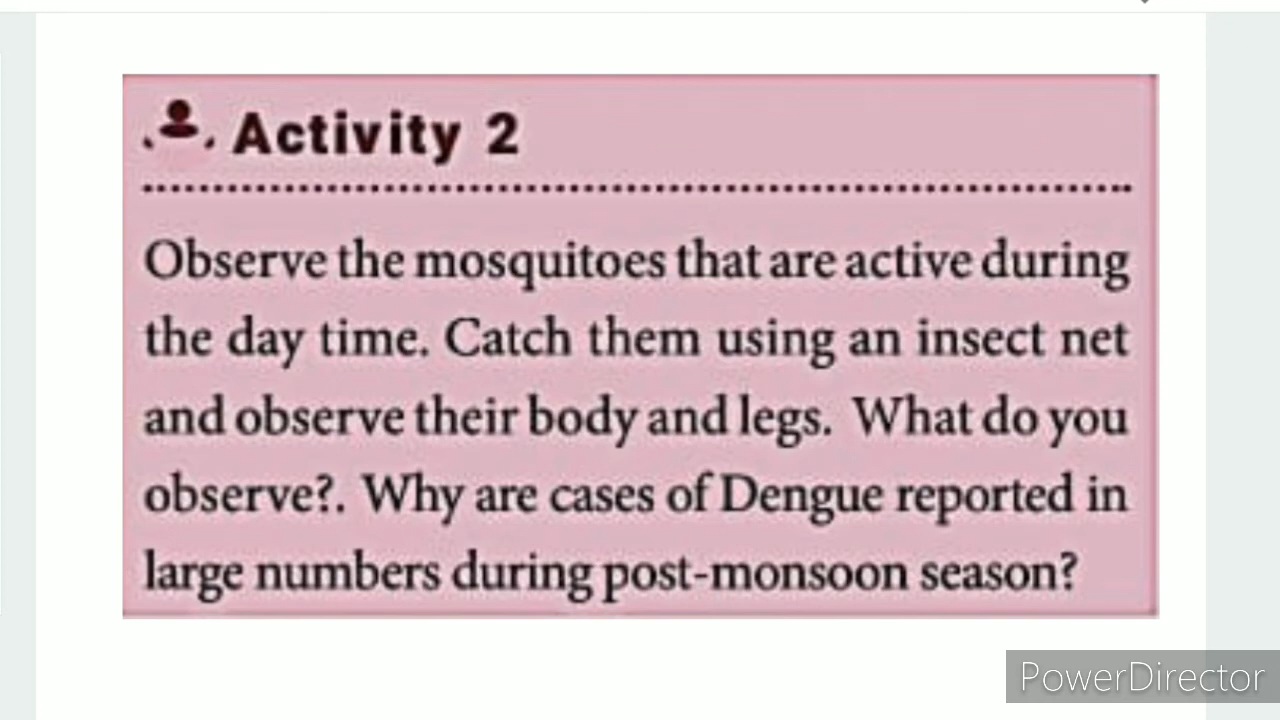 Activity 2
Observe the mosquitoes that are active during
the day time. Catch them using an insect net
and observe their body and legs. What do you
observe?. Why are cases of Dengue reported in
large numbers during post-monsoon season?
PowerDirector